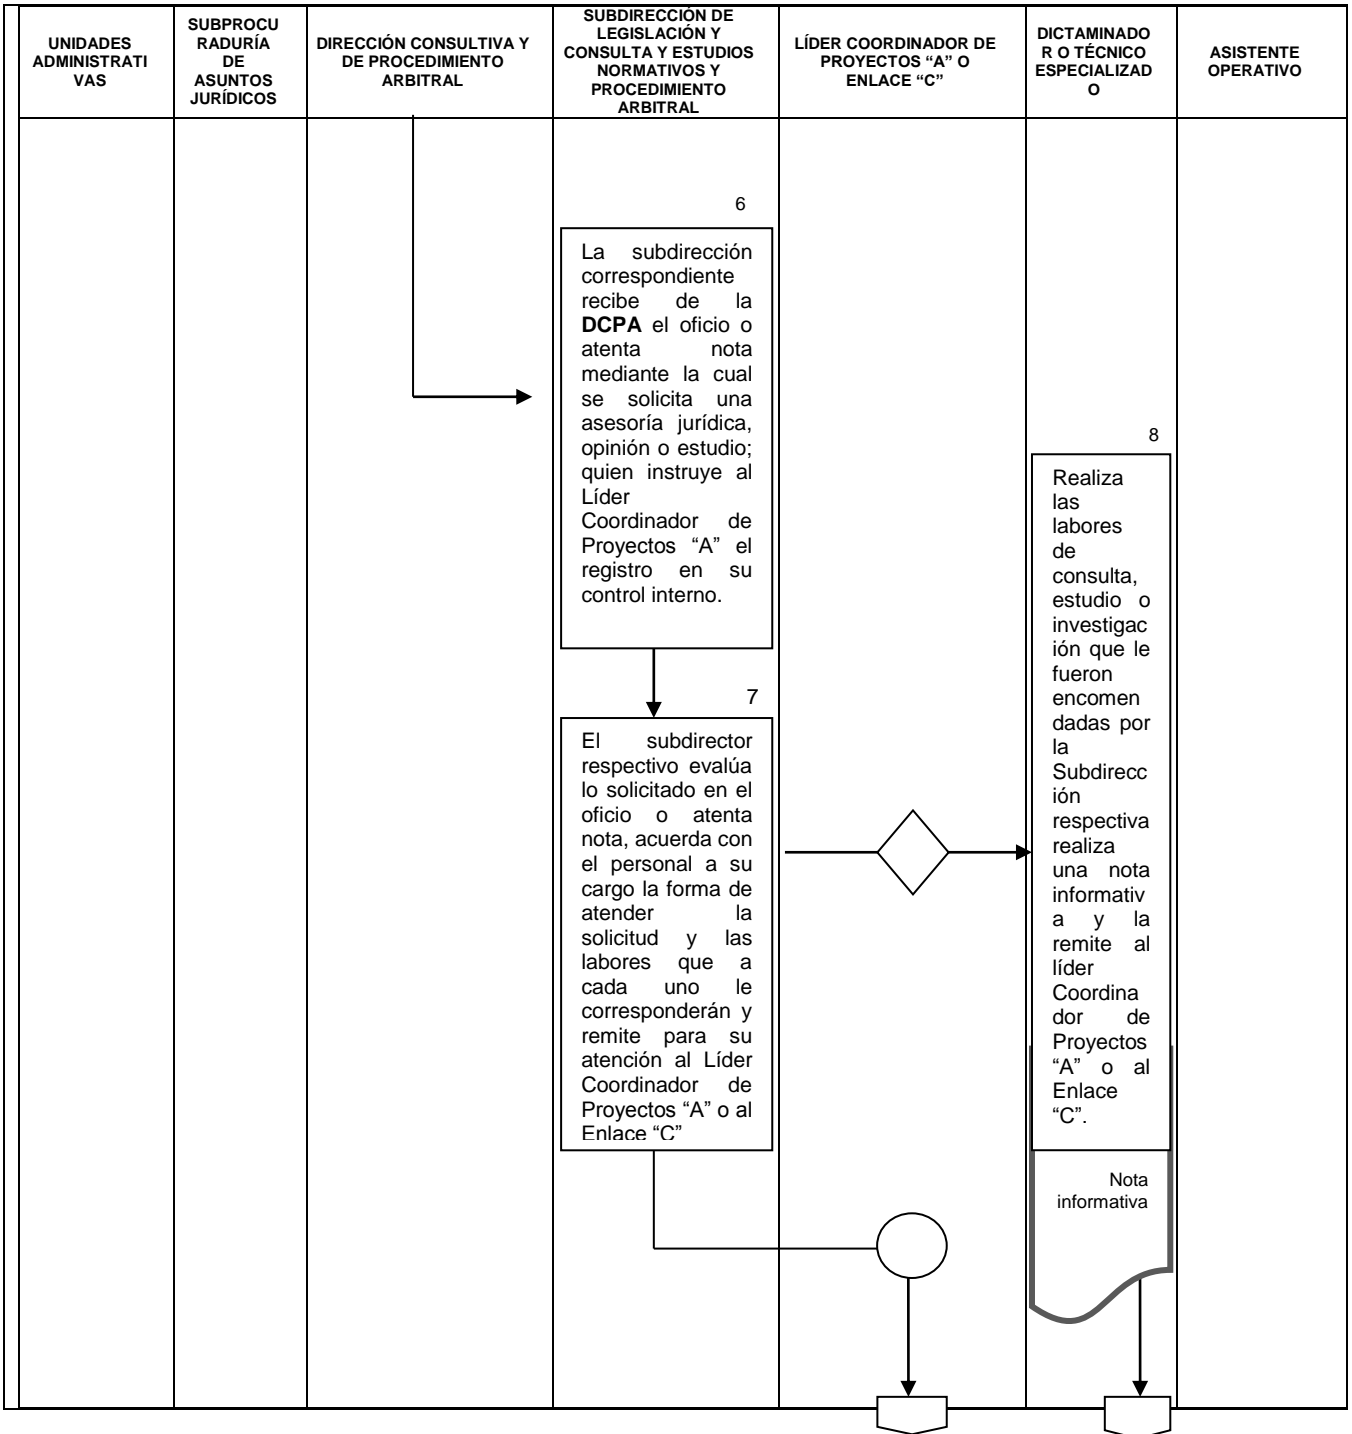 UNIDADES
ADMINISTRATI
VAS
SUBPROCU
RADURÍA
DE
ASUNTOS
JURÍDICOS
DIRECCIÓN CONSULTIVA Y
DE PROCEDIMIENTO
ARBITRAL
SUBDIRECCIÓN DE
LEGISLACIÓN Y
CONSULTA Y ESTUDIOS
NORMATIVOS Y
PROCEDIMIENTO
ARBITRAL
LÍDER COORDINADOR DE
PROYECTOS “A” O
ENLACE “C”
DICTAMINADO
R O TÉCNICO
ESPECIALIZAD
O
ASISTENTE
OPERATIVO
6
La subdirección
correspondiente
recibe de la
DCPA el oficio o
atenta nota
mediante la cual
se solicita una
asesoría jurídica,
opinión o estudio;
quien instruye al
Líder
Coordinador de
Proyectos “A” el
registro en su
control interno.
7
El subdirector
respectivo evalúa
lo solicitado en el
oficio o atenta
nota, acuerda con
el personal a su
cargo la forma de
atender la
solicitud y las
labores que a
cada uno le
corresponderán y
remite para su
atención al Líder
Coordinador de
Proyectos “A” o al
Enlace “C”
8
Realiza
las
labores
de
consulta,
estudio o
investigac
ión que le
fueron
encomen
dadas por
la
Subdirecc
ión
respectiva
realiza
una nota
informativ
a y la
remite al
líder
Coordina
dor de
Proyectos
“A” o al
Enlace
“C”.
Nota
informativa